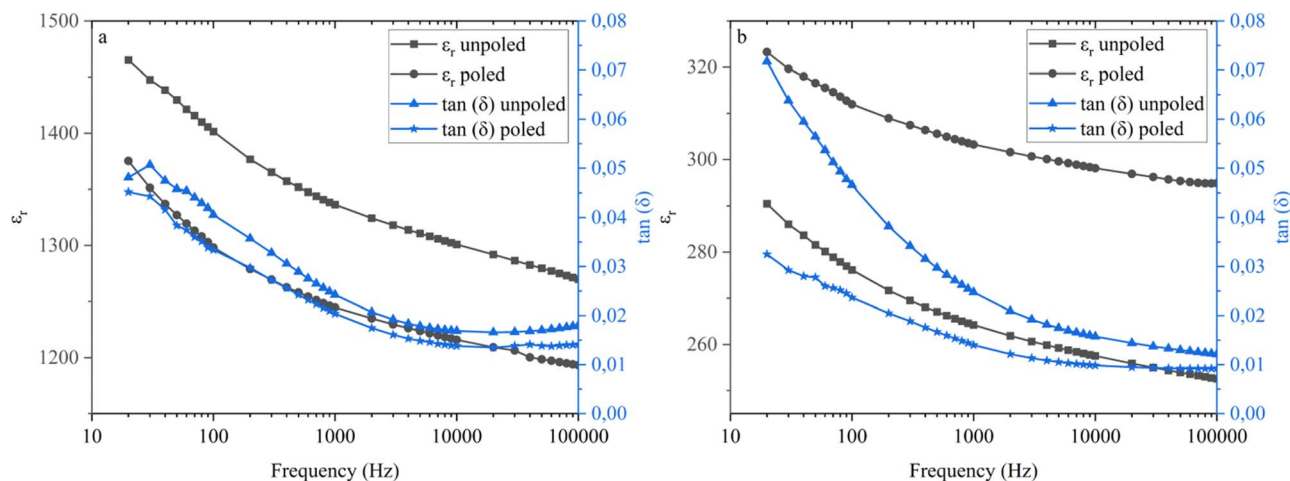 a
1500
1400
1300
1200
εr
0,08
0,07
0,06
0,05
0,04
0,03
0,02
0,01
0,00
tan (δ)
εr unpoled
εr poled
tan (δ) unpoled
tan (δ) poled
10
100
1000
10000
100000
Frequency (Hz)
b
320
300
280
260
εr
0,08
0,07
0,06
0,05
0,04
0,03
0,02
0,01
0,00
tan (δ)
εr unpoled
εr poled
tan (δ) unpoled
tan (δ) poled
10
100
1000
10000
100000
Frequency (Hz)